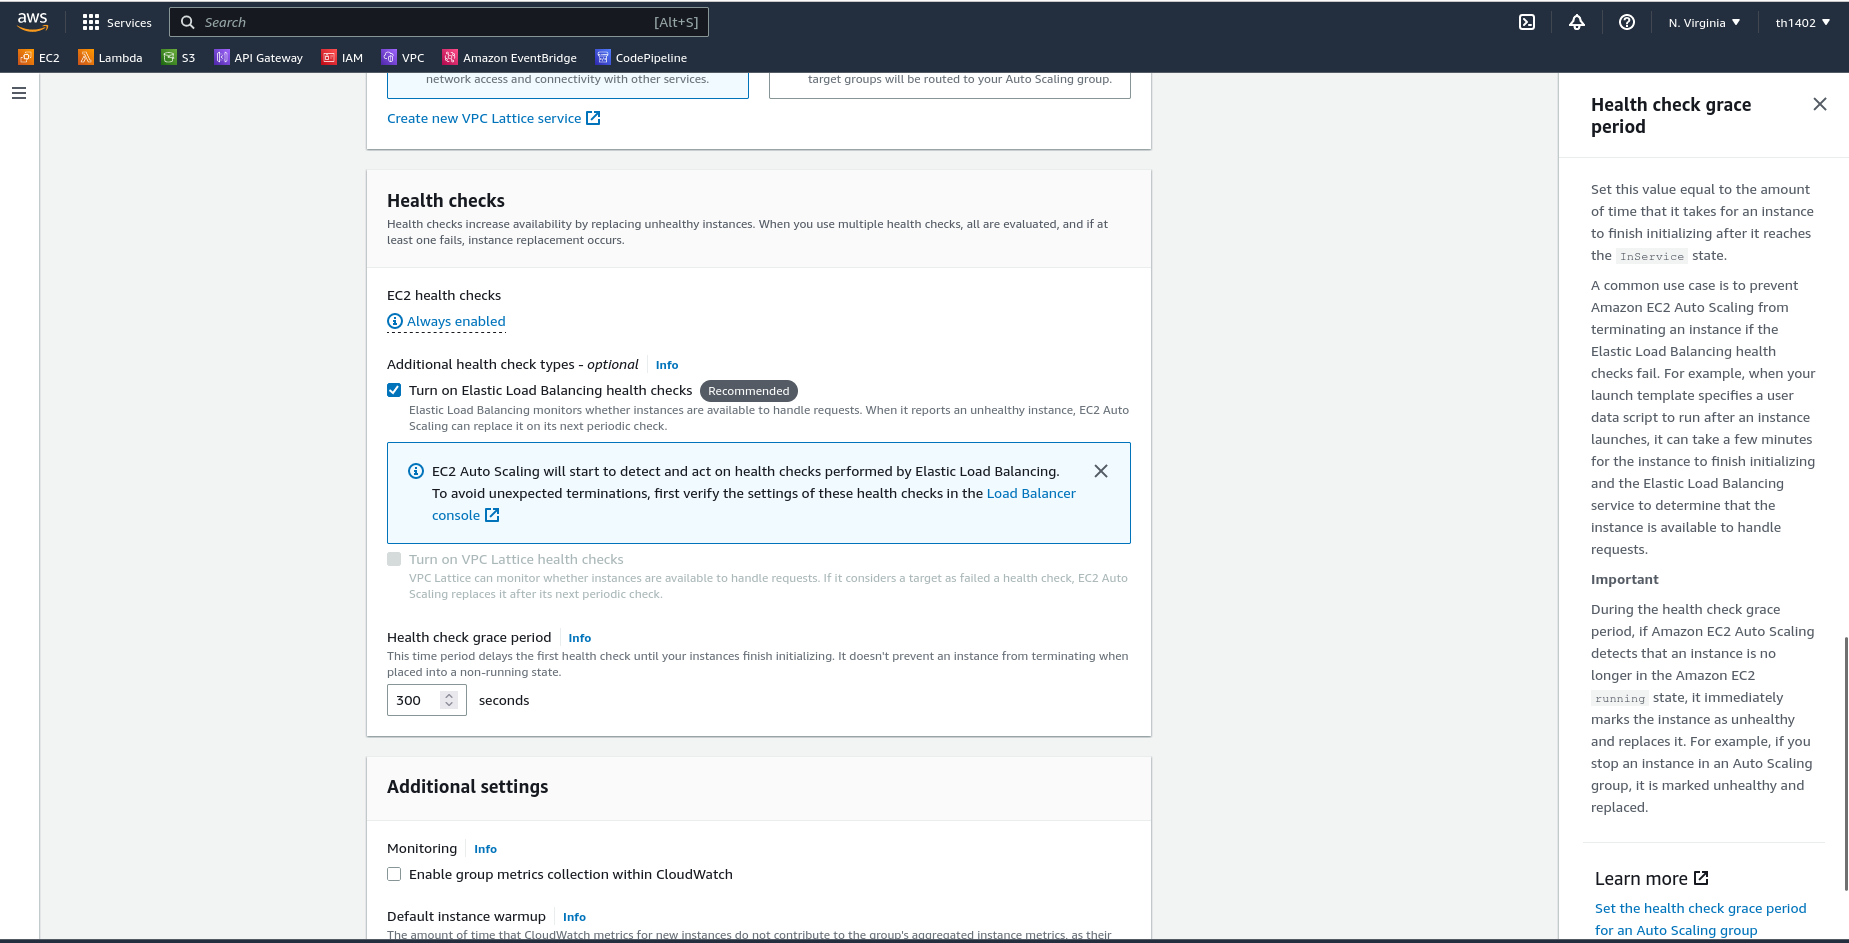 aws
Services
Search
[Alt+S]
N. Virginia
th1402
EC2
Lambda
S3
API Gateway
IAM
VPC
Amazon EventBridge
CodePipeline
network access and connectivity with other services.
target groups will be routed to your Auto Scaling group.
Create new VPC Lattice service
Health checks
Health checks increase availability by replacing unhealthy instances. When you use multiple health checks, all are evaluated, and if at
least one fails, instance replacement occurs.
EC2 health checks
Always enabled
Additional health check types - optional Info
Turn on Elastic Load Balancing health checks Recommended
Elastic Load Balancing monitors whether instances are available to handle requests. When it reports an unhealthy instance, EC2 Auto
Scaling can replace it on its next periodic check.
EC2 Auto Scaling will start to detect and act on health checks performed by Elastic Load Balancing.
To avoid unexpected terminations, first verify the settings of these health checks in the Load Balancer
console
Turn on VPC Lattice health checks
VPC Lattice can monitor whether instances are available to handle requests. If it considers a target as failed a health check, EC2 Auto
Scaling replaces it after its next periodic check.
Health check grace period Info
This time period delays the first health check until your instances finish initializing. It doesn't prevent an instance from terminating when
placed into a non-running state.
300 seconds
Additional settings
Monitoring Info
Enable group metrics collection within CloudWatch
Default instance warmup Info
The amount of time that CloudWatch metrics for new instances do not contribute to the group's aggregated instance metrics, as their
Health check grace
period
Set this value equal to the amount
of time that it takes for an instance
to finish initializing after it reaches
the InService state.
A common use case is to prevent
Amazon EC2 Auto Scaling from
terminating an instance if the
Elastic Load Balancing health
checks fail. For example, when your
launch template specifies a user
data script to run after an instance
launches, it can take a few minutes
for the instance to finish initializing
and the Elastic Load Balancing
service to determine that the
instance is available to handle
requests.
Important
During the health check grace
period, if Amazon EC2 Auto Scaling
detects that an instance is no
longer in the Amazon EC2
running state, it immediately
marks the instance as unhealthy
and replaces it. For example, if you
stop an instance in an Auto Scaling
group, it is marked unhealthy and
replaced.
Learn more
Set the health check grace period
for an Auto Scaling group